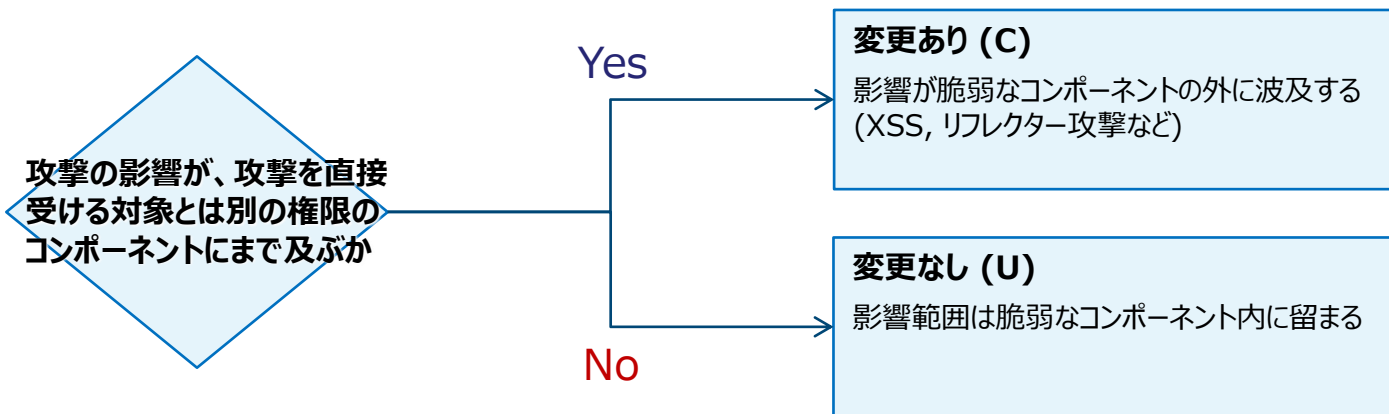 攻撃の影響が、攻撃を直接
受ける対象とは別の権限の
コンポーネントにまで及ぶか
Yes
変更あり (C)
影響が脆弱なコンポーネントの外に波及する
(XSS, リフレクター攻撃など)
No
変更なし (U)
影響範囲は脆弱なコンポーネント内に留まる